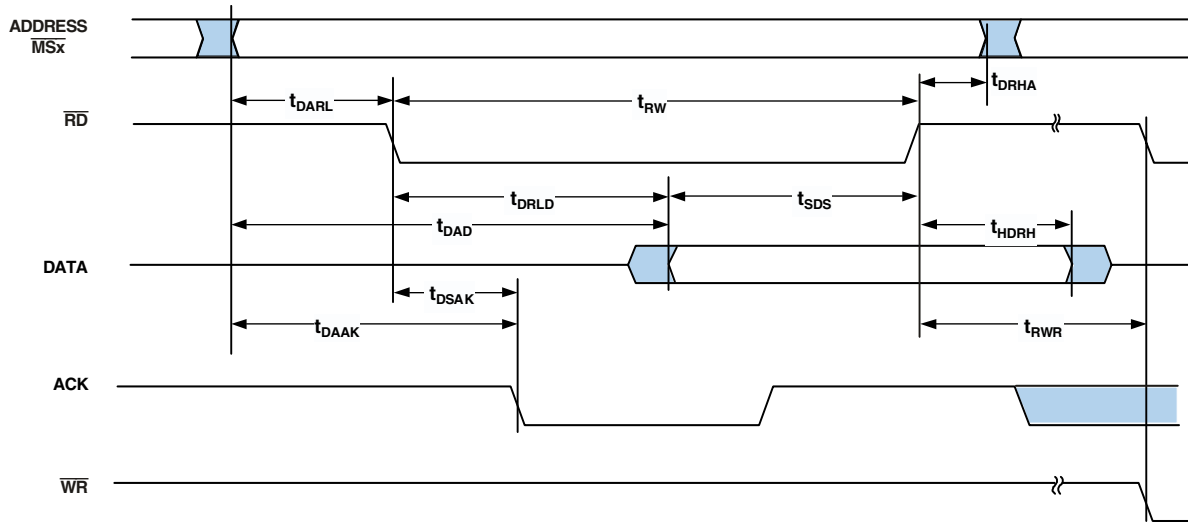 ADDRESS
MSx
tDRHA
tDARL
tRW
RD
tDRLD
tSDS
tDAD
tHDRH
DATA
tDSAK
tDAAK
tRWR
ACK
WR